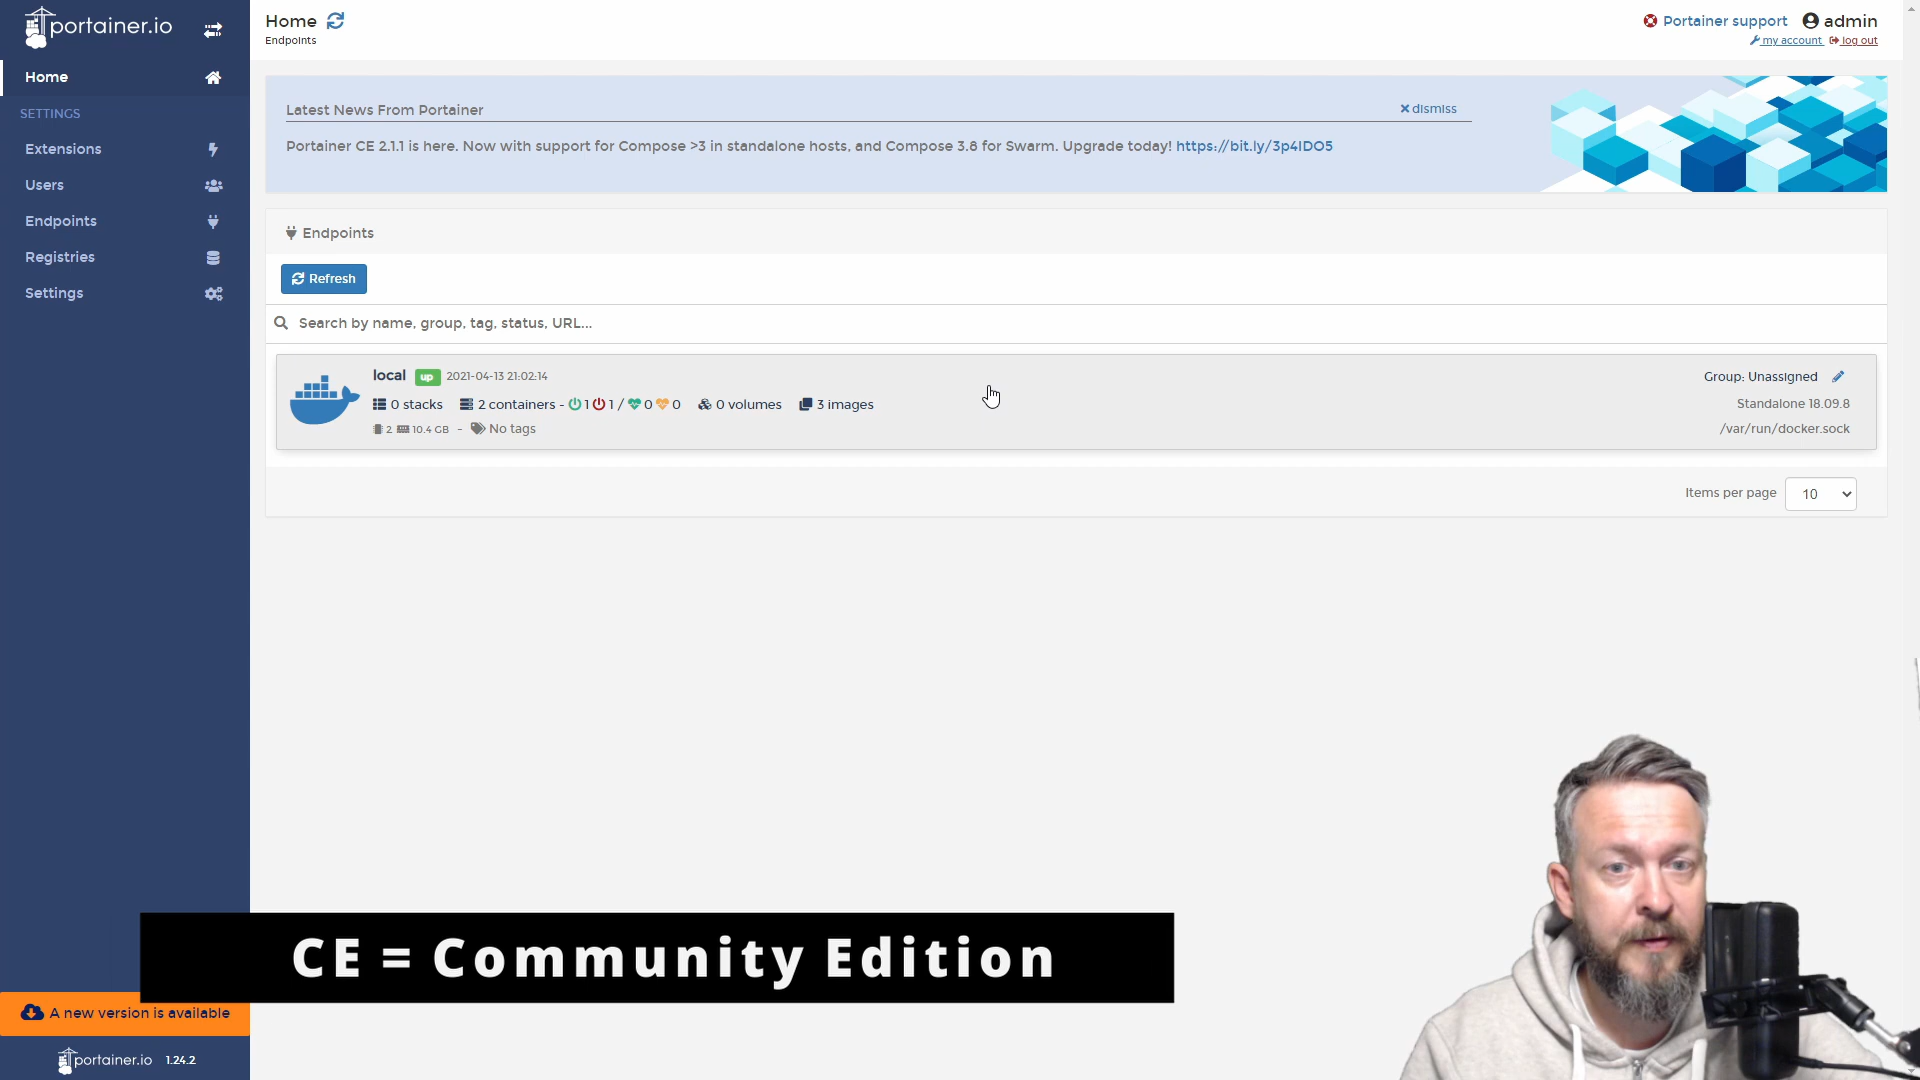 portainer.io
Home
SETTINGS
Extensions
Users
Endpoints
Registries
Settings
Home
Endpoints
Portainer support
admin
my account
log out
Latest News From Portainer
dismiss
Portainer CE 2.1.1 is here. Now with support for Compose >3 in standalone hosts, and Compose 3.8 for Swarm. Upgrade today! https://bit.ly/3p4IDO5
Endpoints
Refresh
Search by name, group, tag, status, URL...
local up 2021-04-13 21:02:14
Group: Unassigned
0 stacks 2 containers - 1 1 / 0 0 0 volumes 3 images
Standalone 18.09.8
2 10.4 GB - No tags
/var/run/docker.sock
Items per page 10
CE = Community Edition
A new version is available
portainer.io 1.24.2